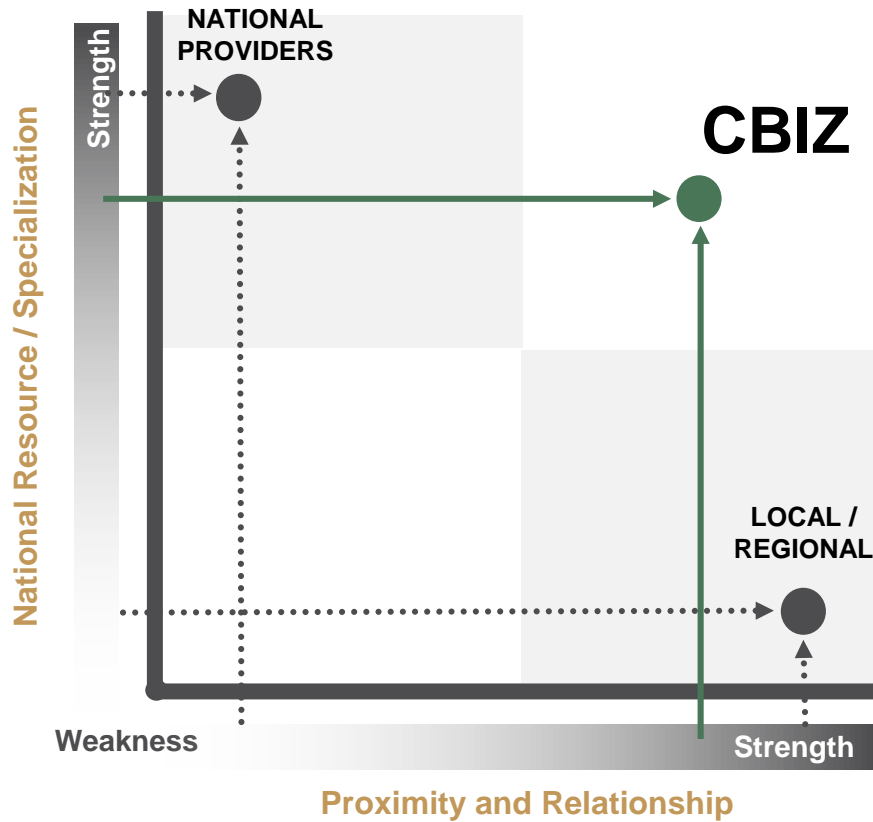 NATIONAL
PROVIDERS
Strength
CBIZ
National Resource / Specialization
LOCAL /
REGIONAL
Weakness
Strength
Proximity and Relationship